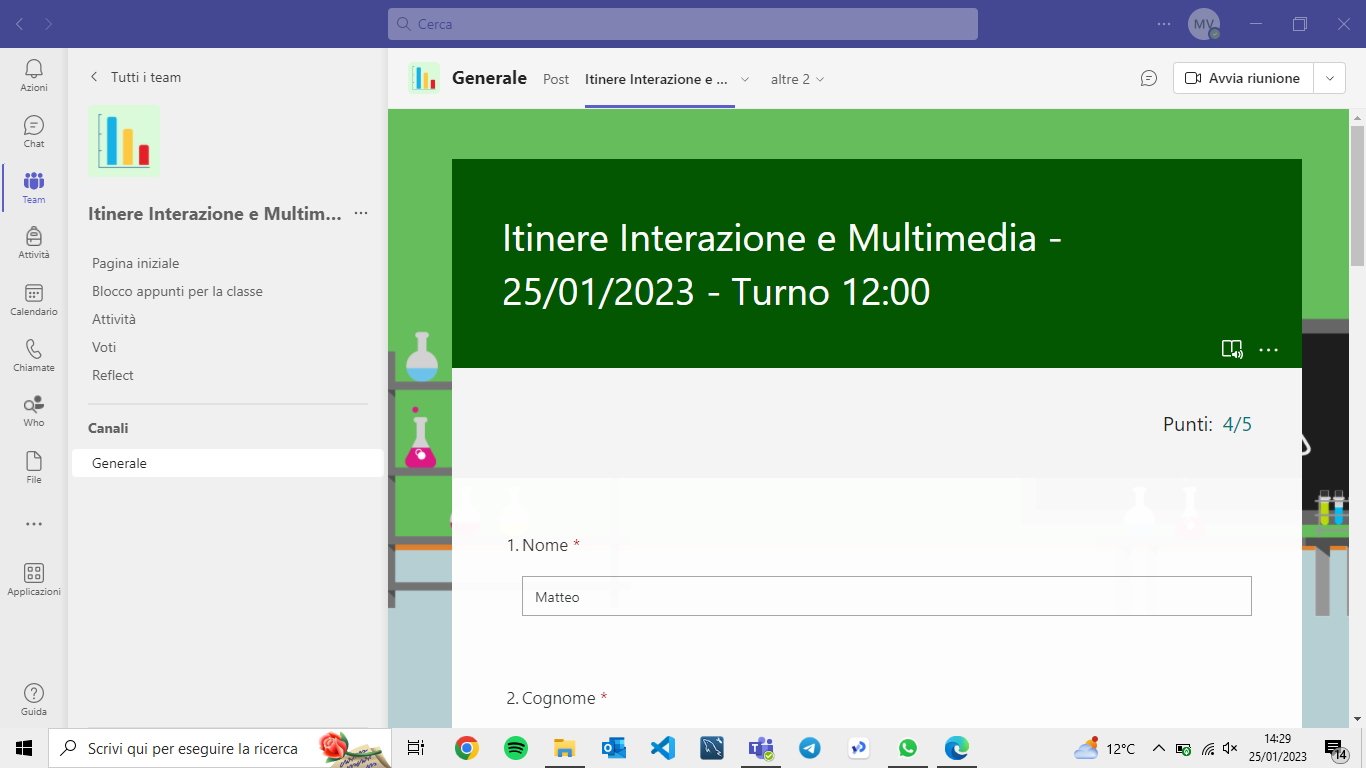 Cerca
MV
Azioni
Chat
Team
Attività
Calendario
Chiamate
Who
File
Applicazioni
Guida
Tutti i team
Itinere Interazione e Multim...
Pagina iniziale
Blocco appunti per la classe
Attività
Voti
Reflect
Canali
Generale
Generale
Post
Itinere Interazione e ...
altre 2
Avvia riunione
Itinere Interazione e Multimedia -
25/01/2023 - Turno 12:00
Punti: 4/5
1. Nome *
Matteo
2. Cognome *
Scrivi qui per eseguire la ricerca
12°C
14:29
25/01/2023
14